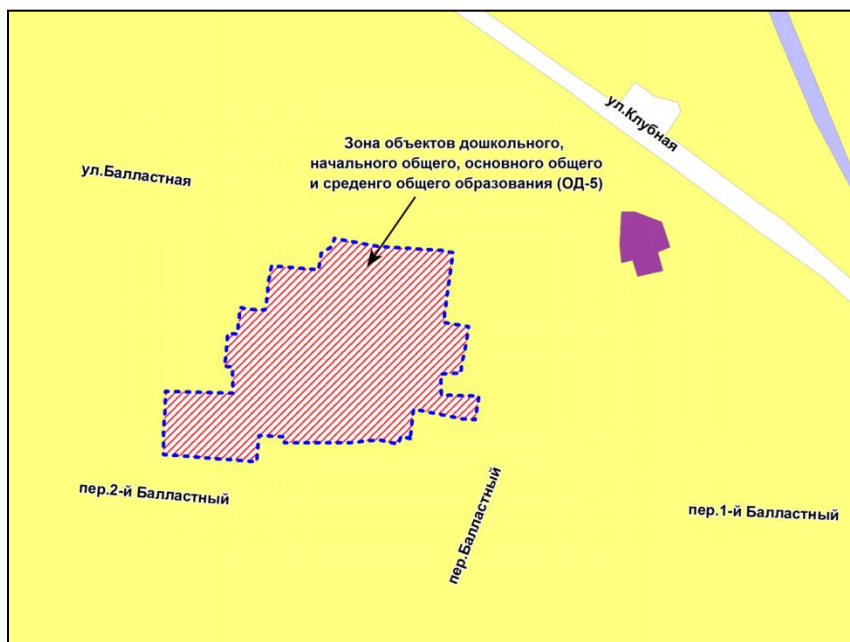 ул.Клубная
Зона объектов дошкольного,
начального общего, основного общего
и среденго общего образования (ОД-5)
ул.Балластная
пер.2-й Балластный
пер.Балластный
пер.1-й Балластный